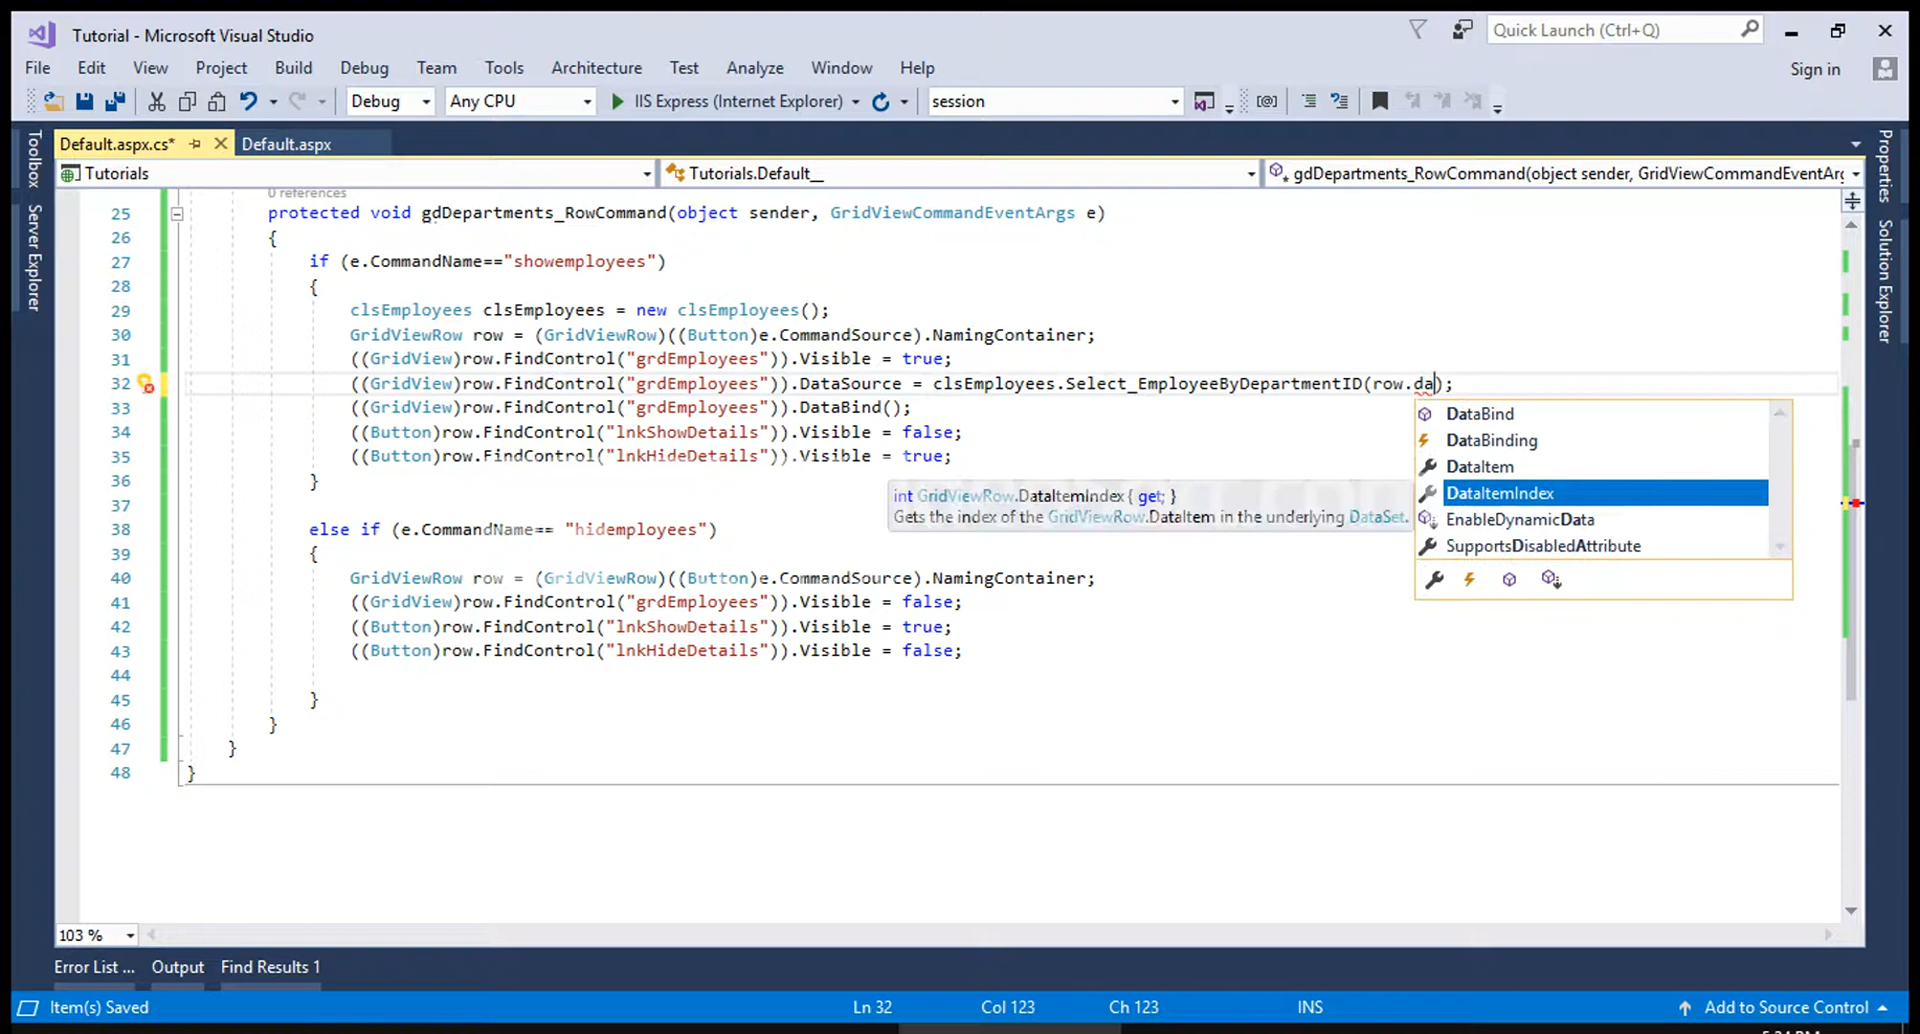 Tutorial - Microsoft Visual Studio
Quick Launch (Ctrl+Q)
File Edit View Project Build Debug Team Tools Architecture Test Analyze Window Help
Sign in
Debug Any CPU IIS Express (Internet Explorer) session
Default.aspx.cs* Default.aspx
Toolbox
Server Explorer
Properties
Solution Explorer
Tutorials Tutorials.Default__ gdDepartments_RowCommand(object sender, GridViewCommandEventArg
0 references
25 protected void gdDepartments_RowCommand(object sender, GridViewCommandEventArgs e)
26 {
27 if (e.CommandName=="showemployees")
28 {
29 clsEmployees clsEmployees = new clsEmployees();
30 GridViewRow row = (GridViewRow)((Button)e.CommandSource).NamingContainer;
31 ((GridView)row.FindControl("grdEmployees")).Visible = true;
32 ((GridView)row.FindControl("grdEmployees")).DataSource = clsEmployees.Select_EmployeeByDepartmentID(row.da);
33 ((GridView)row.FindControl("grdEmployees")).DataBind();
34 ((Button)row.FindControl("lnkShowDetails")).Visible = false;
35 ((Button)row.FindControl("lnkHideDetails")).Visible = true;
36 }
37
38 else if (e.CommandName== "hidemployees")
39 {
40 GridViewRow row = (GridViewRow)((Button)e.CommandSource).NamingContainer;
41 ((GridView)row.FindControl("grdEmployees")).Visible = false;
42 ((Button)row.FindControl("lnkShowDetails")).Visible = true;
43 ((Button)row.FindControl("lnkHideDetails")).Visible = false;
44
45 }
46 }
47 }
48 }
DataBind
DataBinding
DataItem
DataItemIndex
EnableDynamicData
SupportsDisabledAttribute
int GridViewRow.DataItemIndex { get; }
Gets the index of the GridViewRow.DataItem in the underlying DataSet.
103 %
Error List ... Output Find Results 1
Item(s) Saved Ln 32 Col 123 Ch 123 INS Add to Source Control